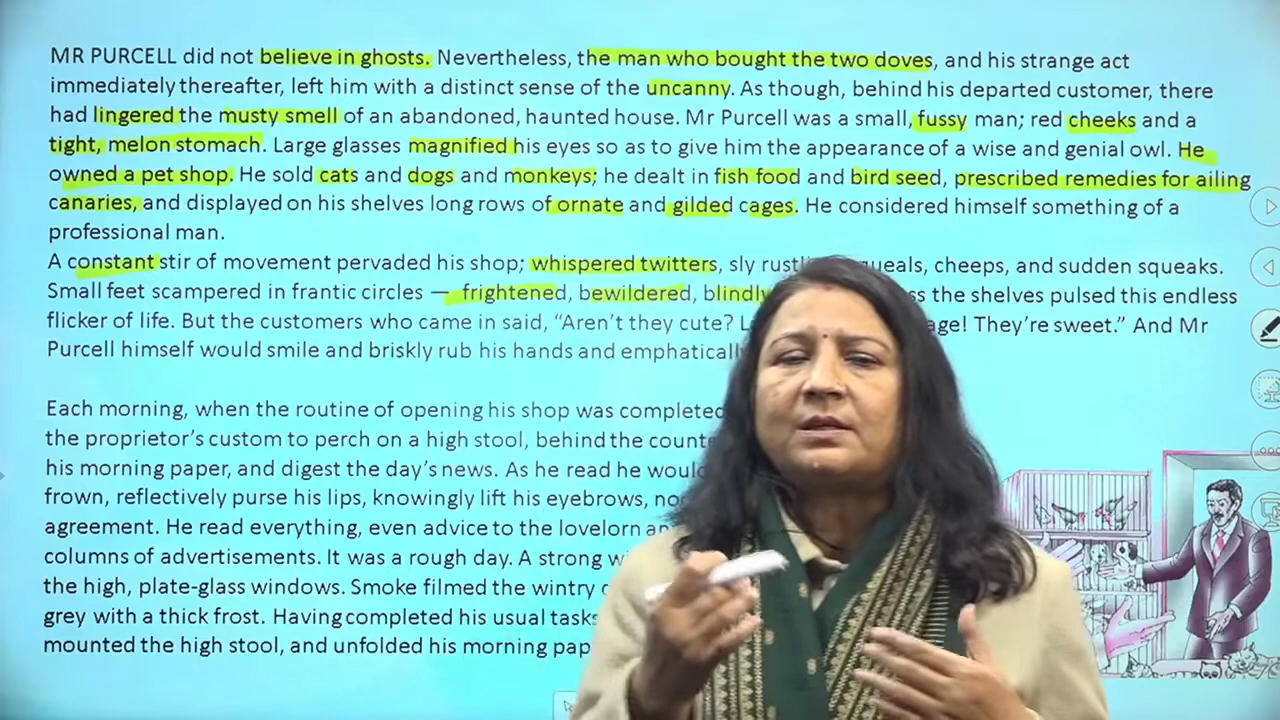 MR PURCELL did not believe in ghosts. Nevertheless, the man who bought the two doves, and his strange act
immediately thereafter, left him with a distinct sense of the uncanny. As though, behind his departed customer, there
had lingered the musty smell of an abandoned, haunted house. Mr Purcell was a small, fussy man; red cheeks and a
tight, melon stomach. Large glasses magnified his eyes so as to give him the appearance of a wise and genial owl. He
owned a pet shop. He sold cats and dogs and monkeys; he dealt in fish food and bird seed, prescribed remedies for ailing
canaries, and displayed on his shelves long rows of ornate and gilded cages. He considered himself something of a
professional man.
A constant stir of movement pervaded his shop; whispered twitters, sly squeals, cheeps, and sudden squeaks.
Small feet scampered in frantic circles — frightened, bewildered, blindly the shelves pulsed this endless
flicker of life. But the customers who came in said, “Aren’t they cute? They’re sweet.” And Mr
Purcell himself would smile and briskly rub his hands and emphatically
Each morning, when the routine of opening his shop was completed
the proprietor’s custom to perch on a high stool, behind the
his morning paper, and digest the day’s news. As he read he
frown, reflectively purse his lips, knowingly lift his eyebrows,
agreement. He read everything, even advice to the lovelorn
columns of advertisements. It was a rough day. A strong
the high, plate-glass windows. Smoke filmed the wintry
grey with a thick frost. Having completed his usual tasks
mounted the high stool, and unfolded his morning